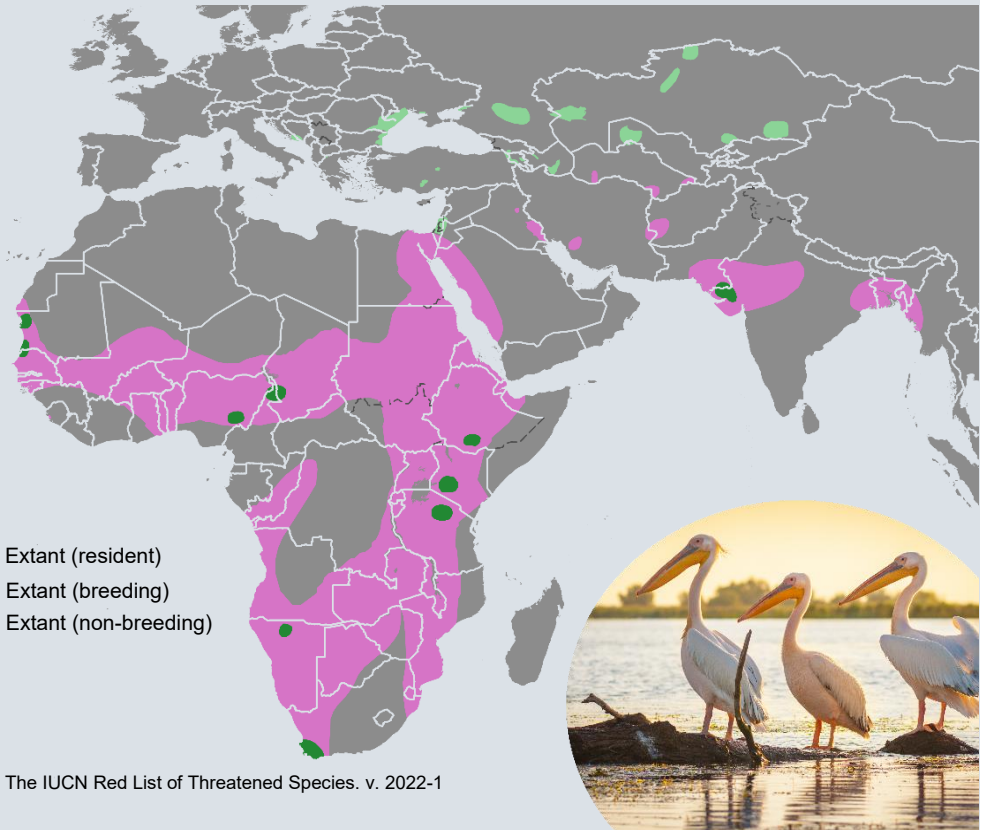 Extant (resident)
Extant (breeding)
Extant (non-breeding)
The IUCN Red List of Threatened Species. v. 2022-1